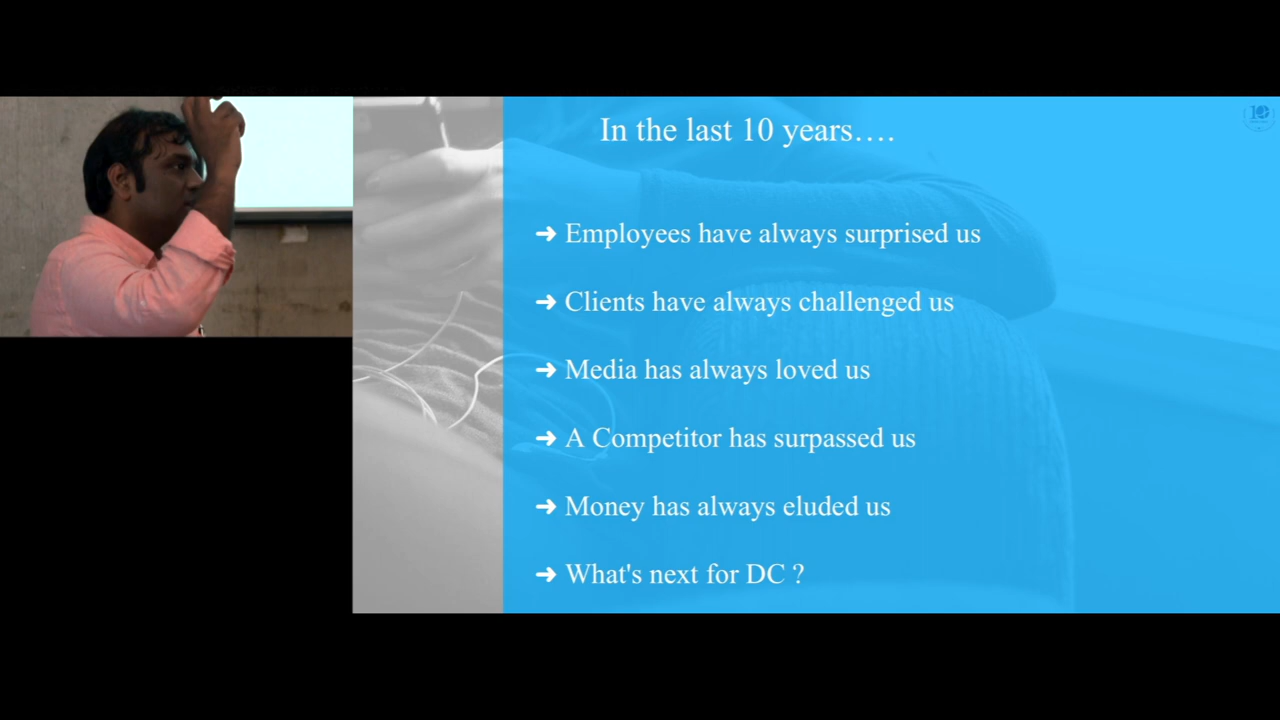 In the last 10 years….
➜ Employees have always surprised us
➜ Clients have always challenged us
➜ Media has always loved us
➜ A Competitor has surpassed us
➜ Money has always eluded us
➜ What's next for DC ?
10